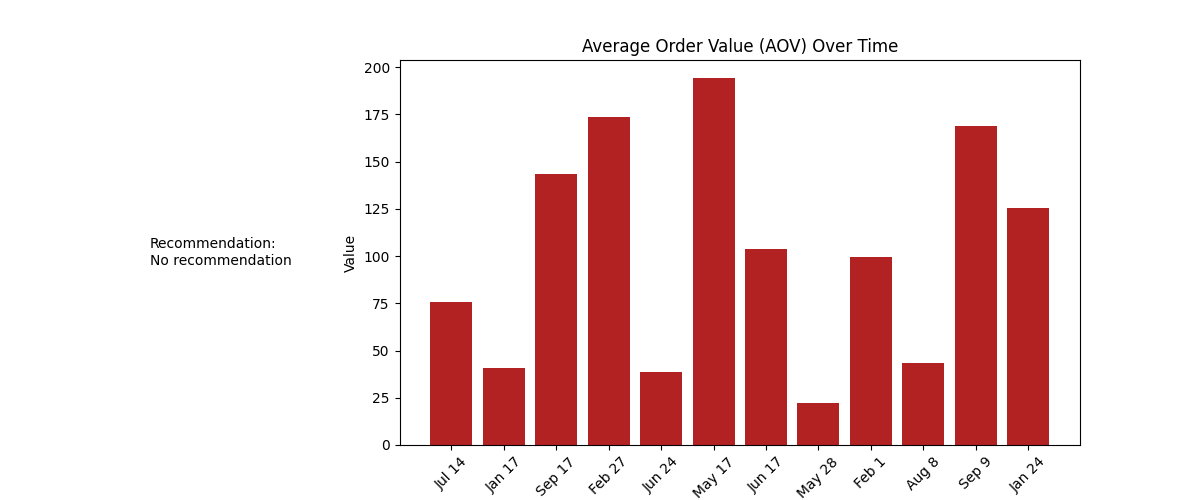 Average Order Value (AOV) Over Time
200
175
150
125
100
75
50
25
0
Value
Recommendation:
No recommendation
Jul 14
Jan 17
Sep 17
Feb 27
Jun 24
May 17
Jun 17
May 28
Feb 1
Aug 8
Sep 9
Jan 24